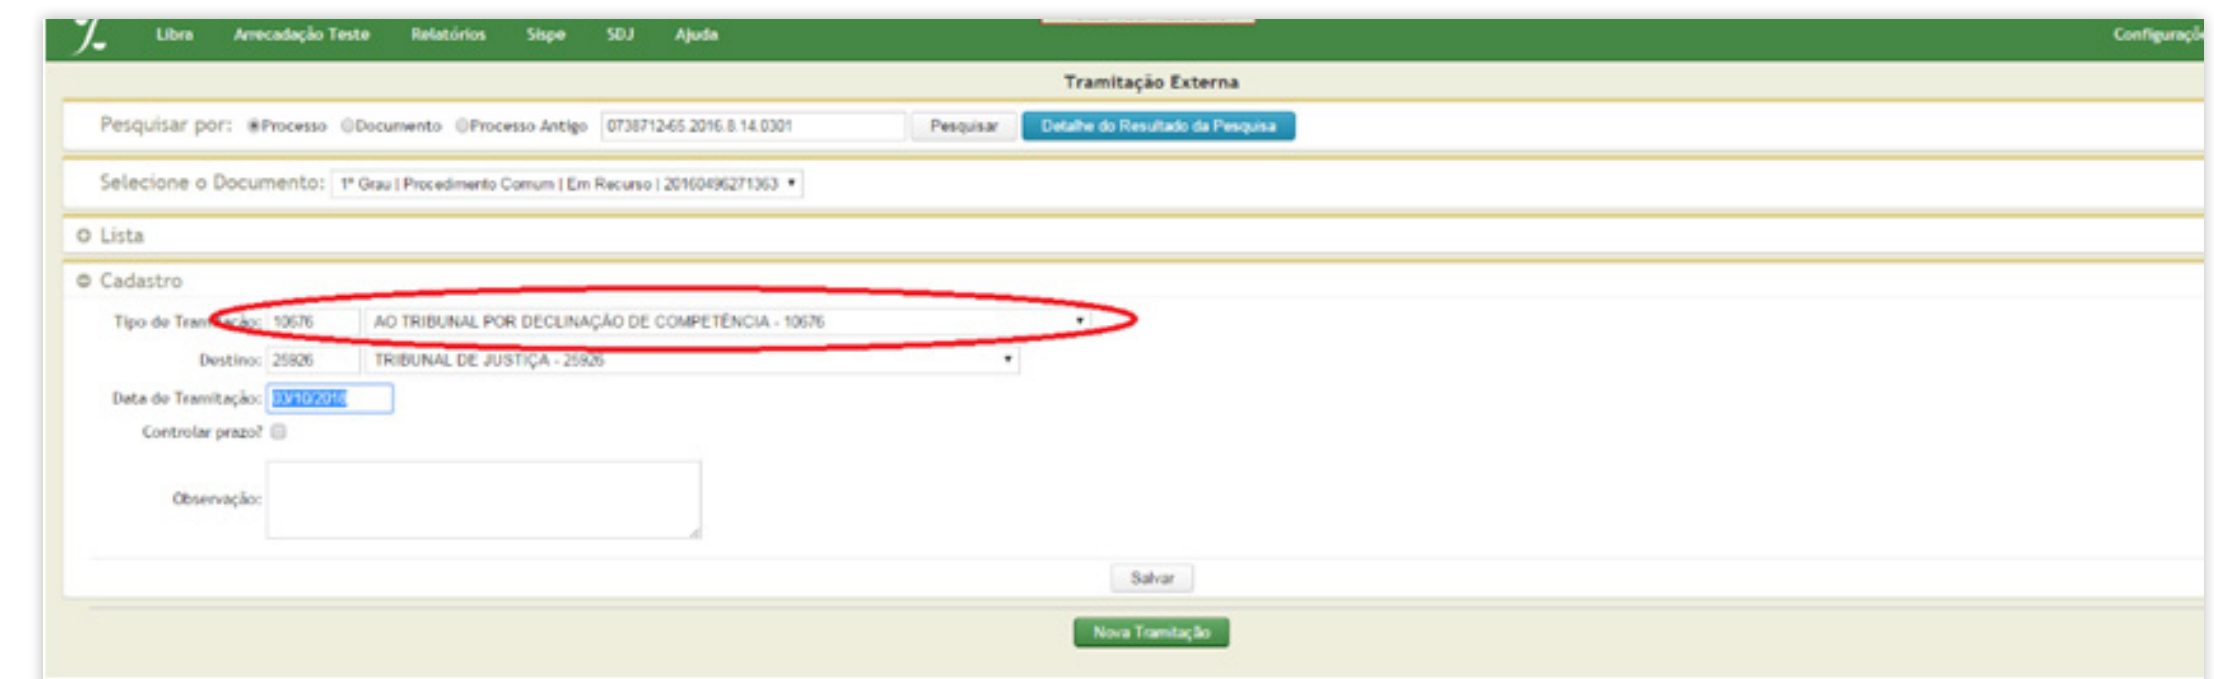 Libra Arrecadação Teste Relatórios Sispe SDJ Ajuda
Tramitação Externa
Pesquisar por: Processo Documento Processo Antigo 0738712-65.2016.8.14.0301 Pesquisar Detalhe do Resultado da Pesquisa
Selecione o Documento: 1º Grau | Procedimento Comum | Em Recurso | 20160496271363
Lista
Cadastro
Tipo de Tramitação: 10676 AO TRIBUNAL POR DECLINAÇÃO DE COMPETÊNCIA - 10676
Destino: 25926 TRIBUNAL DE JUSTIÇA - 25926
Data de Tramitação: 03/10/2018
Controlar prazo?
Observação:
Salvar
Nova Tramitação